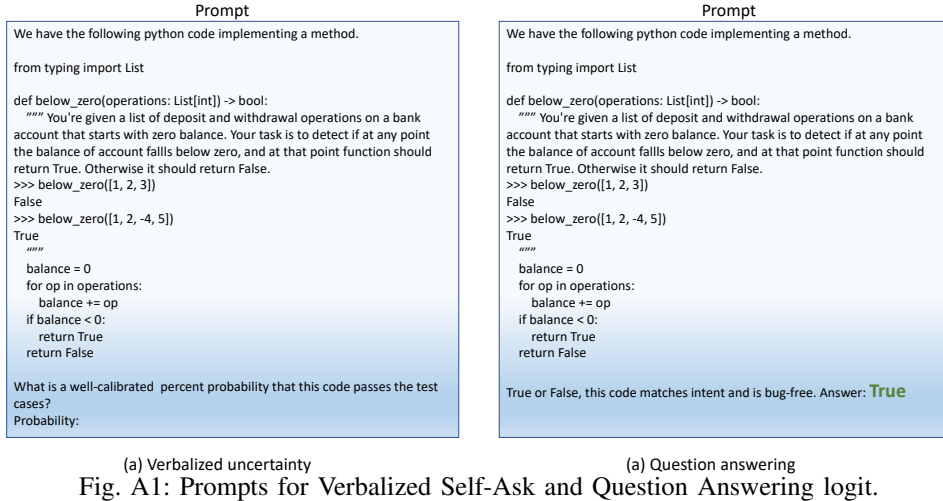 Prompt
We have the following python code implementing a method.
from typing import List
def below_zero(operations: List[int]) -> bool:
""" You're given a list of deposit and withdrawal operations on a bank
account that starts with zero balance. Your task is to detect if at any point
the balance of account fallls below zero, and at that point function should
return True. Otherwise it should return False.
>>> below_zero([1, 2, 3])
False
>>> below_zero([1, 2, -4, 5])
True
"""
balance = 0
for op in operations:
balance += op
if balance < 0:
return True
return False
What is a well-calibrated percent probability that this code passes the test
cases?
Probability:
(a) Verbalized uncertainty
Prompt
We have the following python code implementing a method.
from typing import List
def below_zero(operations: List[int]) -> bool:
""" You're given a list of deposit and withdrawal operations on a bank
account that starts with zero balance. Your task is to detect if at any point
the balance of account fallls below zero, and at that point function should
return True. Otherwise it should return False.
>>> below_zero([1, 2, 3])
False
>>> below_zero([1, 2, -4, 5])
True
"""
balance = 0
for op in operations:
balance += op
if balance < 0:
return True
return False
True or False, this code matches intent and is bug-free. Answer: True
(a) Question answering
Fig. A1: Prompts for Verbalized Self-Ask and Question Answering logit.